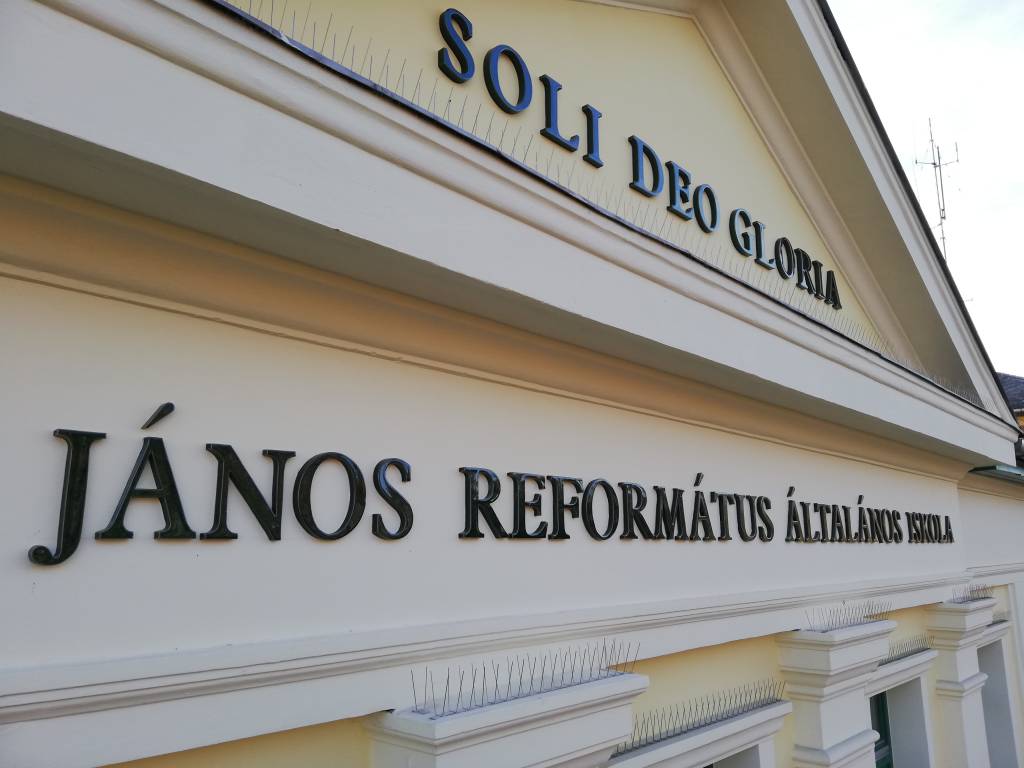 SOLI DEO GLORIA
JÁNOS REFORMÁTUS ÁLTALÁNOS ISKOLA